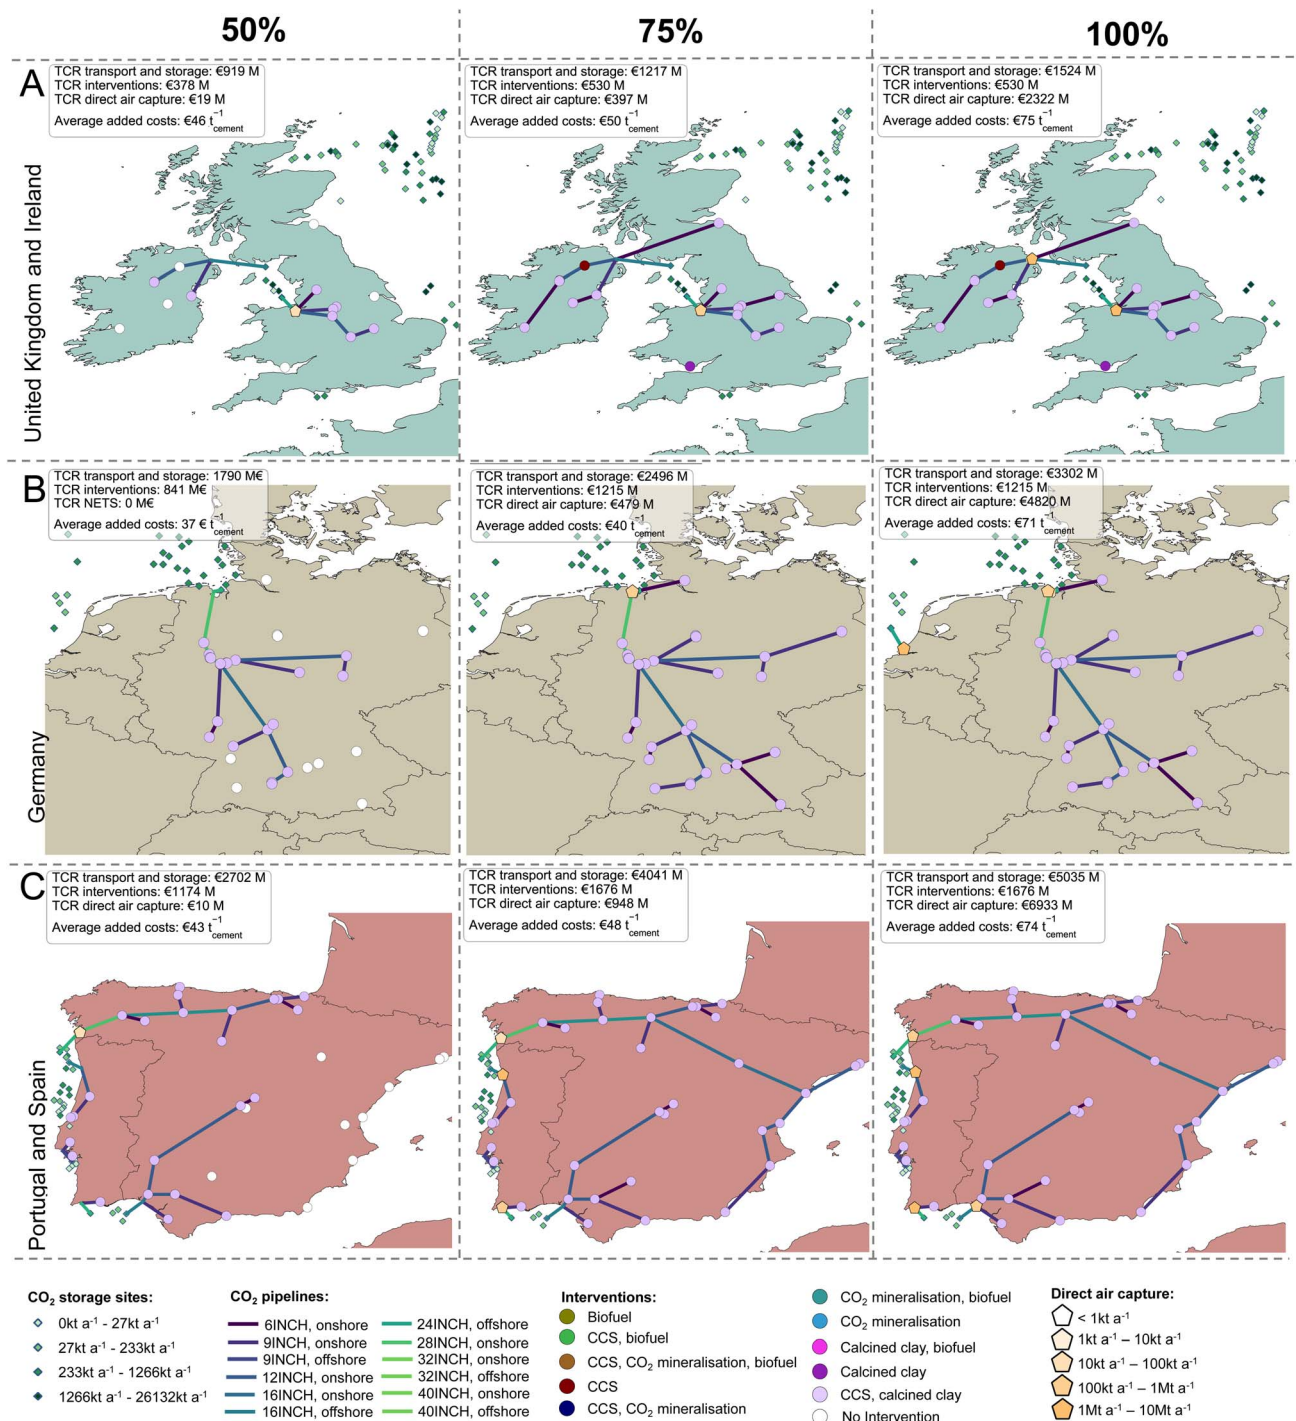 50%
75%
100%
A
TCR transport and storage: €919 M
TCR interventions: €378 M
TCR direct air capture: €19 M
Average added costs: €46 t⁻¹cement
TCR transport and storage: €1217 M
TCR interventions: €530 M
TCR direct air capture: €397 M
Average added costs: €50 t⁻¹cement
TCR transport and storage: €1524 M
TCR interventions: €530 M
TCR direct air capture: €2322 M
Average added costs: €75 t⁻¹cement
United Kingdom and Ireland
B
TCR transport and storage: 1790 M€
TCR interventions: 841 M€
TCR NETS: 0 M€
Average added costs: 37 € t⁻¹cement
TCR transport and storage: €2496 M
TCR interventions: €1215 M
TCR direct air capture: €479 M
Average added costs: €40 t⁻¹cement
TCR transport and storage: €3302 M
TCR interventions: €1215 M
TCR direct air capture: €4820 M
Average added costs: €71 t⁻¹cement
Germany
C
TCR transport and storage: €2702 M
TCR interventions: €1174 M
TCR direct air capture: €10 M
Average added costs: €43 t⁻¹cement
TCR transport and storage: €4041 M
TCR interventions: €1676 M
TCR direct air capture: €948 M
Average added costs: €48 t⁻¹cement
TCR transport and storage: €5035 M
TCR interventions: €1676 M
TCR direct air capture: €6933 M
Average added costs: €74 t⁻¹cement
Portugal and Spain
CO₂ storage sites:
0kt a⁻¹ - 27kt a⁻¹
27kt a⁻¹ - 233kt a⁻¹
233kt a⁻¹ - 1266kt a⁻¹
1266kt a⁻¹ - 26132kt a⁻¹
CO₂ pipelines:
6INCH, onshore
9INCH, onshore
9INCH, offshore
12INCH, onshore
16INCH, onshore
16INCH, offshore
24INCH, offshore
28INCH, onshore
32INCH, onshore
32INCH, offshore
40INCH, onshore
40INCH, offshore
Interventions:
Biofuel
CCS, biofuel
CCS, CO₂ mineralisation, biofuel
CCS
CCS, CO₂ mineralisation
CO₂ mineralisation, biofuel
CO₂ mineralisation
Calcined clay, biofuel
Calcined clay
CCS, calcined clay
No Intervention
Direct air capture:
< 1kt a⁻¹
1kt a⁻¹ – 10kt a⁻¹
10kt a⁻¹ – 100kt a⁻¹
100kt a⁻¹ – 1Mt a⁻¹
1Mt a⁻¹ – 10Mt a⁻¹